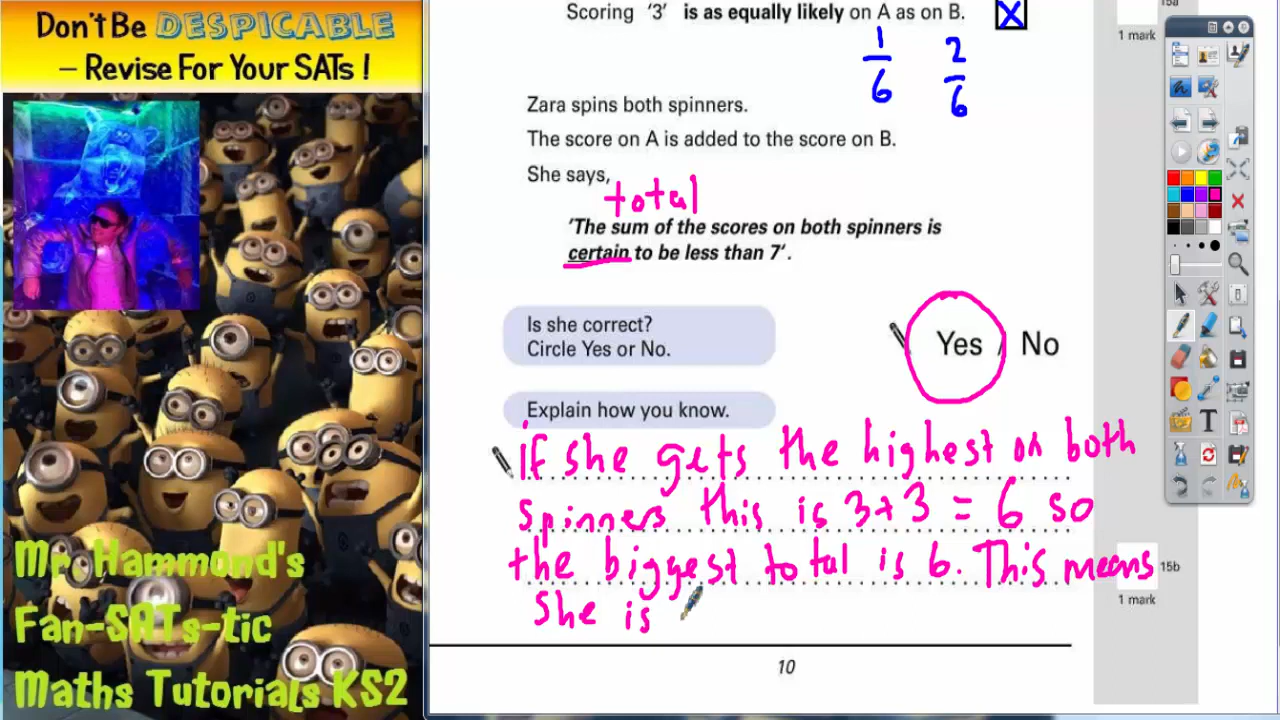 Don't Be DESPICABLE
– Revise For Your SATs !
Mr Hammond's
Fan-SATs-tic
Maths Tutorials KS2
Scoring '3' is as equally likely on A as on B. X
1/6 2/6
1 mark
Zara spins both spinners.
The score on A is added to the score on B.
She says,
total
'The sum of the scores on both spinners is
certain to be less than 7'.
Is she correct?
Circle Yes or No.
Yes / No
Explain how you know.
If she gets the highest on both
spinners this is 3+3 = 6 so
the biggest total is 6. This means
She is
15b
1 mark
10